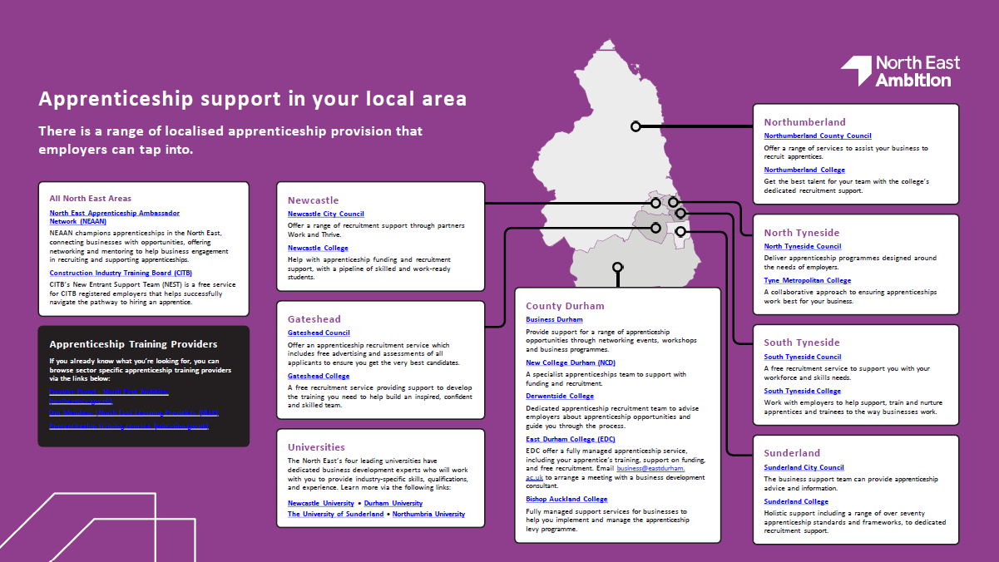 North East
Ambition
Apprenticeship support in your local area
There is a range of localised apprenticeship provision that
employers can tap into.
All North East Areas
North East Apprenticeship Ambassador
Network (NEAAN)
NEAAN champions apprenticeships in the North East,
connecting businesses with opportunities, offering
networking and mentoring to help business engagement
in recruiting and supporting apprenticeships.
Construction Industry Training Board (CITB)
CITB's New Entrant Support Team (NEST) is a free service
for CITB registered employers that helps successfully
navigate the pathway to hiring an apprentice.
Apprenticeship Training Providers
If you already know what you're looking for, you can
browse sector specific apprenticeship training providers
via the links below:
Newcastle
Newcastle City Council
Offer a range of recruitment support through partners
Work and Thrive.
Newcastle College
Help with apprenticeship funding and recruitment
support, with a pipeline of skilled and work-ready
students.
Gateshead
Gateshead Council
Offer an apprenticeship recruitment service which
includes free advertising and assessments of all
applicants to ensure you get the very best candidates.
Gateshead College
A free recruitment service providing support to develop
the training you need to help build an inspired, confident
and skilled team.
Universities
The North East's four leading universities have
dedicated business development experts who will work
with you to provide industry-specific skills, qualifications,
and experience. Learn more via the following links:
Newcastle University • Durham University
The University of Sunderland • Northumbria University
County Durham
Business Durham
Provide support for a range of apprenticeship
opportunities through networking events, workshops
and business programmes.
New College Durham (NCD)
A specialist apprenticeships team to support with
funding and recruitment.
Derwentside College
Dedicated apprenticeship recruitment team to advise
employers about apprenticeship opportunities and
guide you through the process.
East Durham College (EDC)
EDC offer a fully managed apprenticeship service,
including your apprentice's training, support on funding,
and free recruitment. Email business@eastdurham.
ac.uk to arrange a meeting with a business development
consultant.
Bishop Auckland College
Fully managed support services for businesses to
help you implement and manage the apprenticeship
levy programme.
Northumberland
Northumberland County Council
Offer a range of services to assist your business to
recruit apprentices.
Northumberland College
Get the best talent for your team with the college's
dedicated recruitment support.
North Tyneside
North Tyneside Council
Deliver apprenticeship programmes designed around
the needs of employers.
Tyne Metropolitan College
A collaborative approach to ensuring apprenticeships
work best for your business.
South Tyneside
South Tyneside Council
A free recruitment service to support you with your
workforce and skills needs.
South Tyneside College
Work with employers to help support, train and nurture
apprentices and trainees to the way businesses work.
Sunderland
Sunderland City Council
The business support team can provide apprenticeship
advice and information.
Sunderland College
Holistic support including a range of over seventy
apprenticeship standards and frameworks, to dedicated
recruitment support.